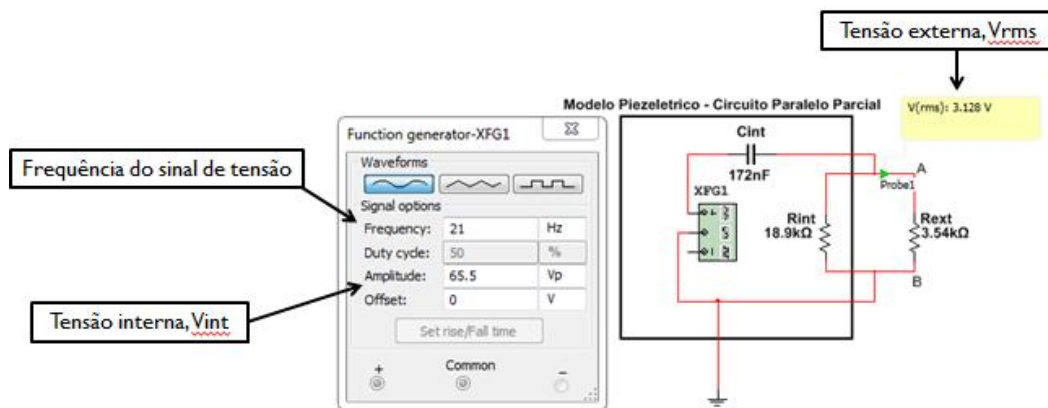 Tensão externa, Vrms
Modelo Piezeletrico - Circuito Paralelo Parcial
V(rms): 3.128 V
Function generator-XFG1
Waveforms
Frequência do sinal de tensão
Signal options
Frequency: 21 Hz
Duty cycle: 50 %
Amplitude: 65.5 Vp
Offset: 0 V
Tensão interna, Vint
Set rise/Fall time
+ Common -
Cint
172nF
XFG1
Probe1
A
Rint
18.9kΩ
Rext
3.54kΩ
B